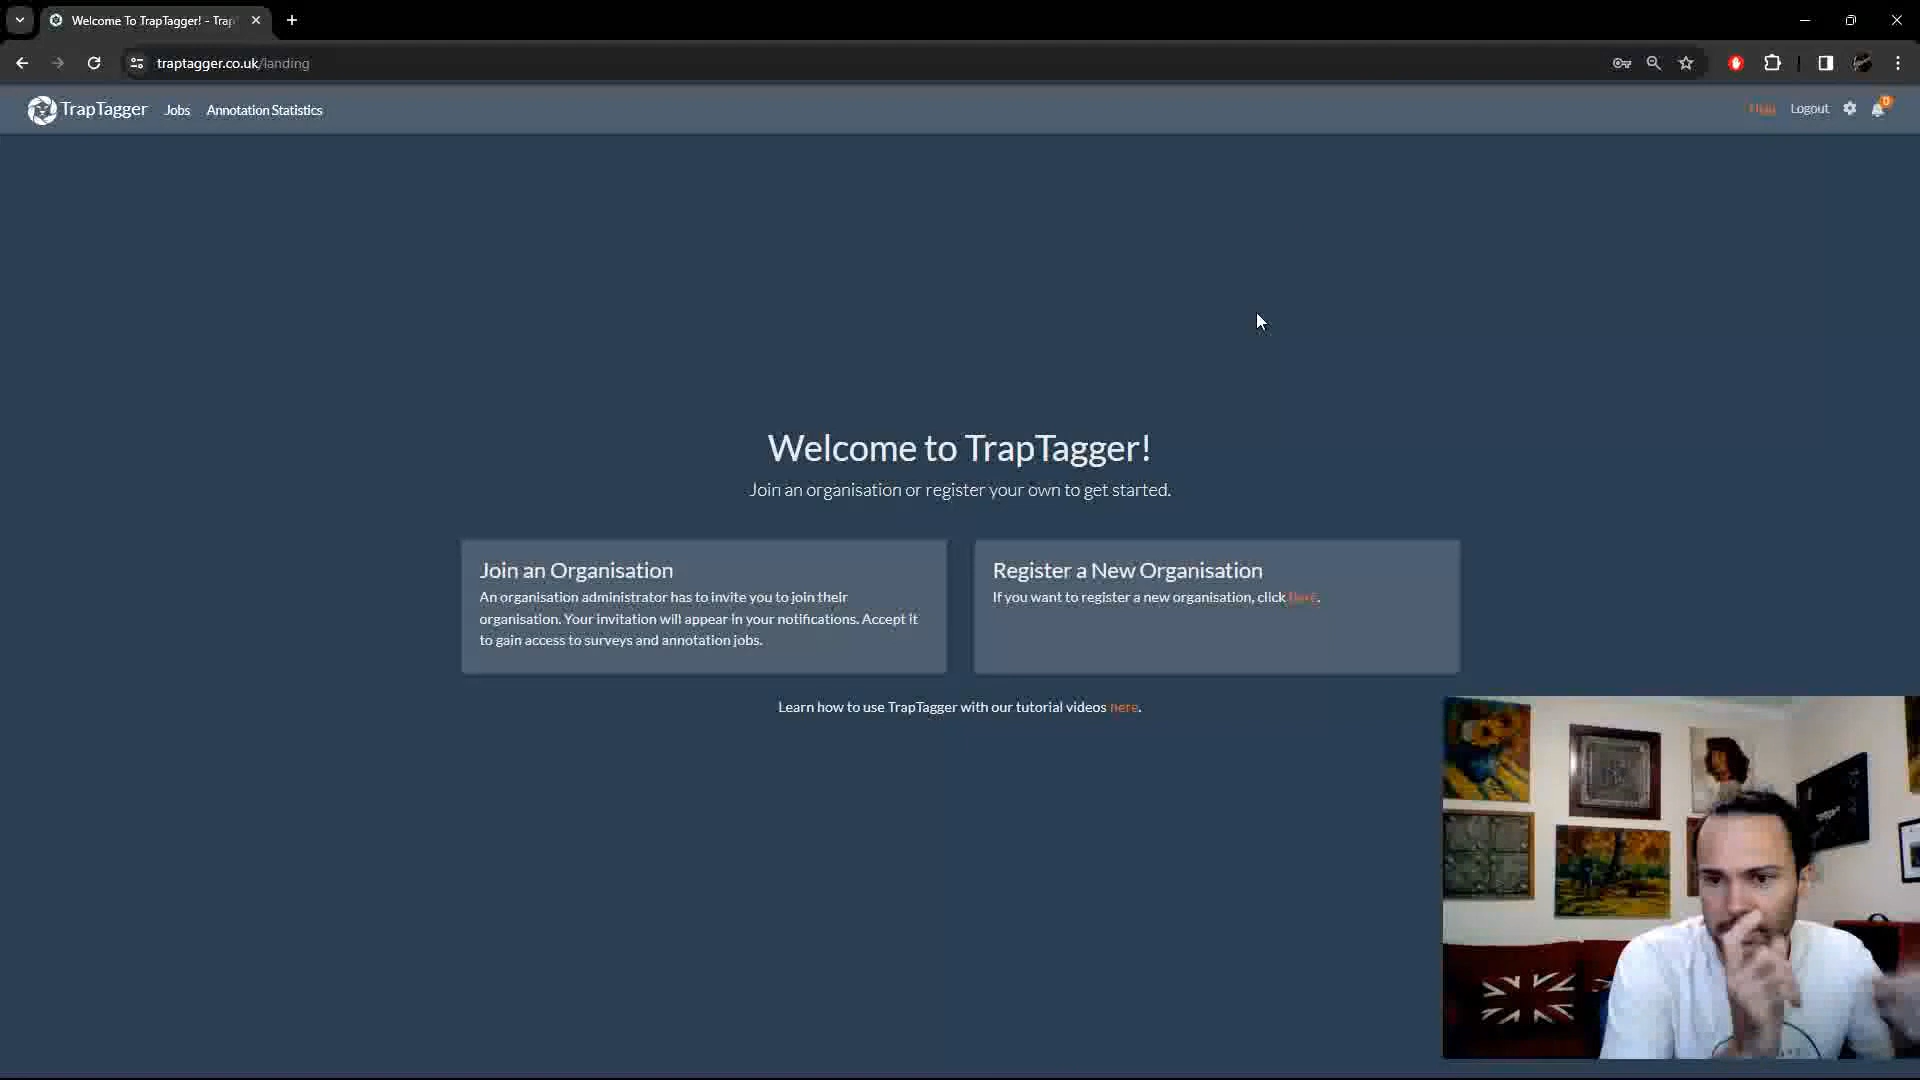 Welcome To TrapTagger! - Trap
traptagger.co.uk/landing
TrapTagger Jobs Annotation Statistics
Help Logout 0
Welcome to TrapTagger!
Join an organisation or register your own to get started.
Join an Organisation
An organisation administrator has to invite you to join their
organisation. Your invitation will appear in your notifications. Accept it
to gain access to surveys and annotation jobs.
Register a New Organisation
If you want to register a new organisation, click here.
Learn how to use TrapTagger with our tutorial videos here.